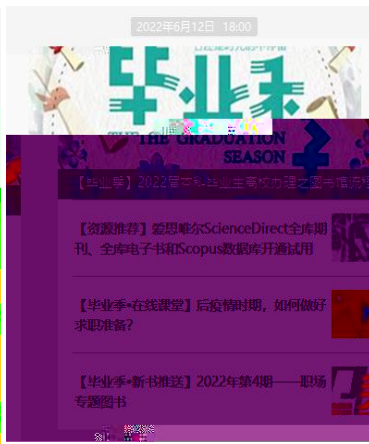 2022年6月12日 18:00
毕业季
THE GRADUATION
SEASON
【毕业季】2022届本科毕业生离校办理之图书馆流程
【资源推荐】爱思唯尔ScienceDirect全库期
刊、全库电子书和Scopus数据库开通试用
【毕业季•在线课堂】后疫情时期，如何做好
求职准备？
【毕业季•新书推送】2022年第4期——职场
专题图书